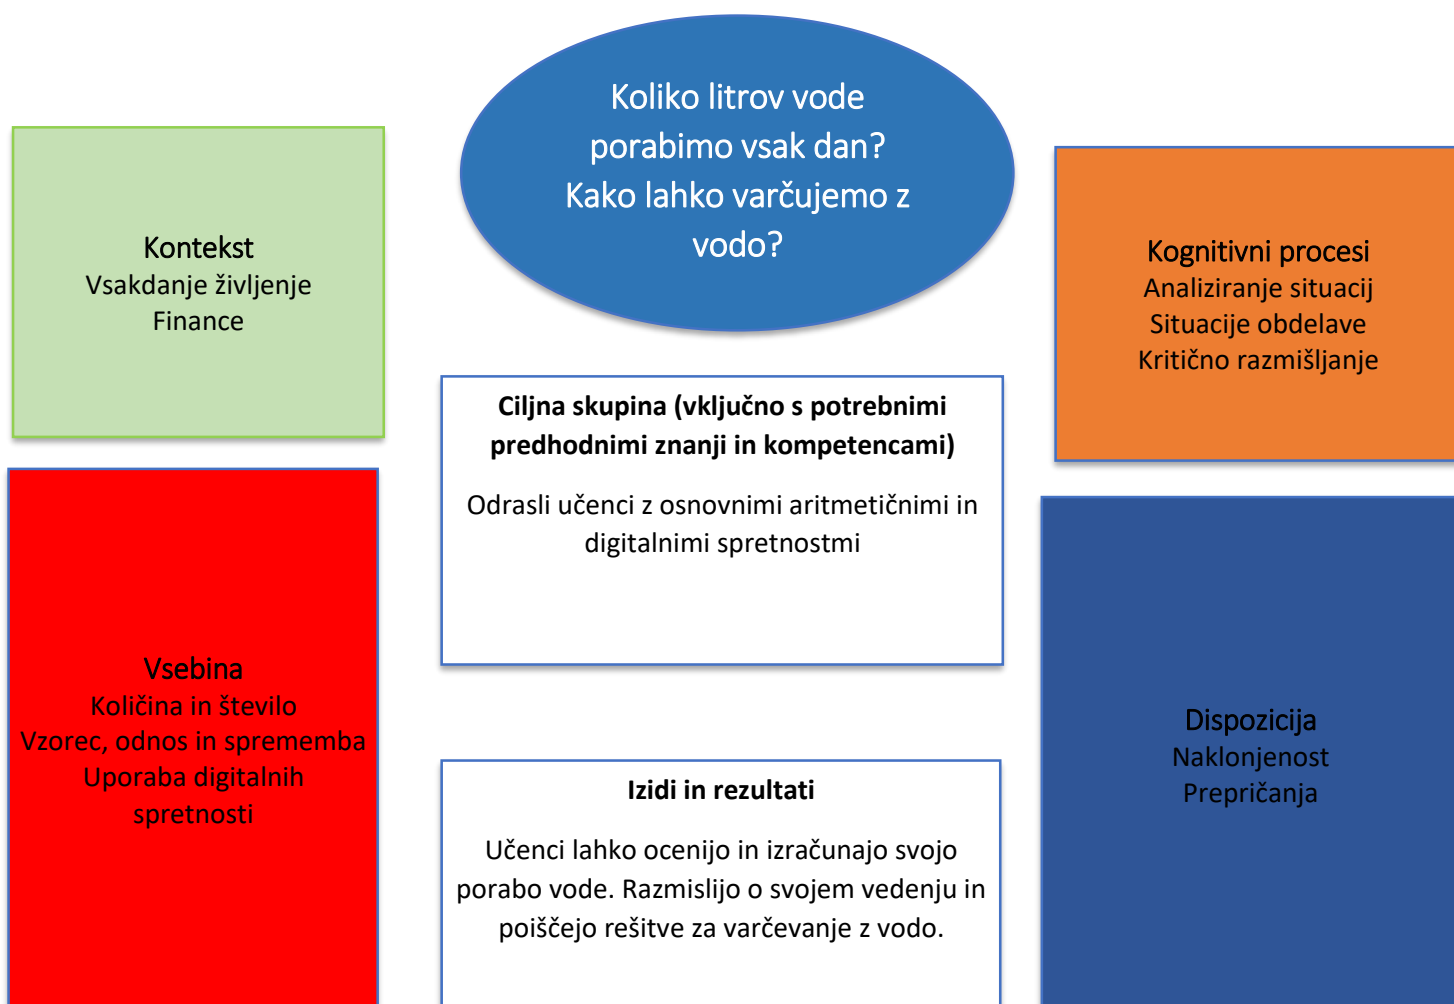 Koliko litrov vode
porabimo vsak dan?
Kako lahko varčujemo z
vodo?
Kontekst
Vsakdanje življenje
Finance
Kognitivni procesi
Analiziranje situacij
Situacije obdelave
Kritično razmišljanje
Ciljna skupina (vključno s potrebnimi
predhodnimi znanji in kompetencami)
Odrasli učenci z osnovnimi aritmetičnimi in
digitalnimi spretnostmi
Vsebina
Količina in število
Vzorec, odnos in sprememba
Uporaba digitalnih
spretnosti
Dispozicija
Naklonjenost
Prepričanja
Izidi in rezultati
Učenci lahko ocenijo in izračunajo svojo
porabo vode. Razmislijo o svojem vedenju in
poiščejo rešitve za varčevanje z vodo.